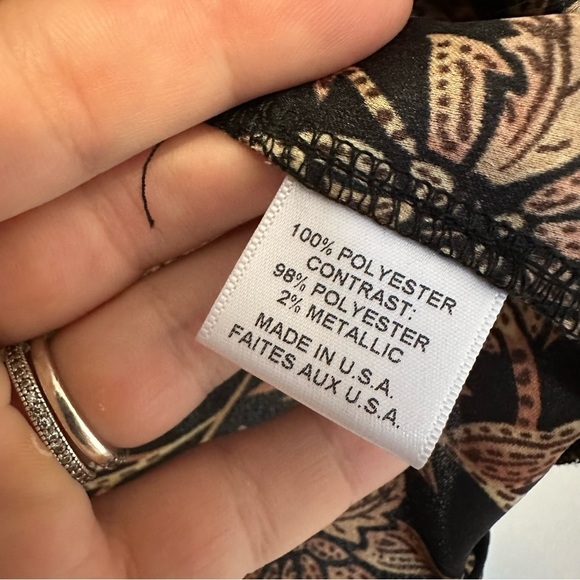 100% POLYESTER
CONTRAST:
98% POLYESTER
2% METALLIC
MADE IN U.S.A.
FAITES AUX U.S.A.